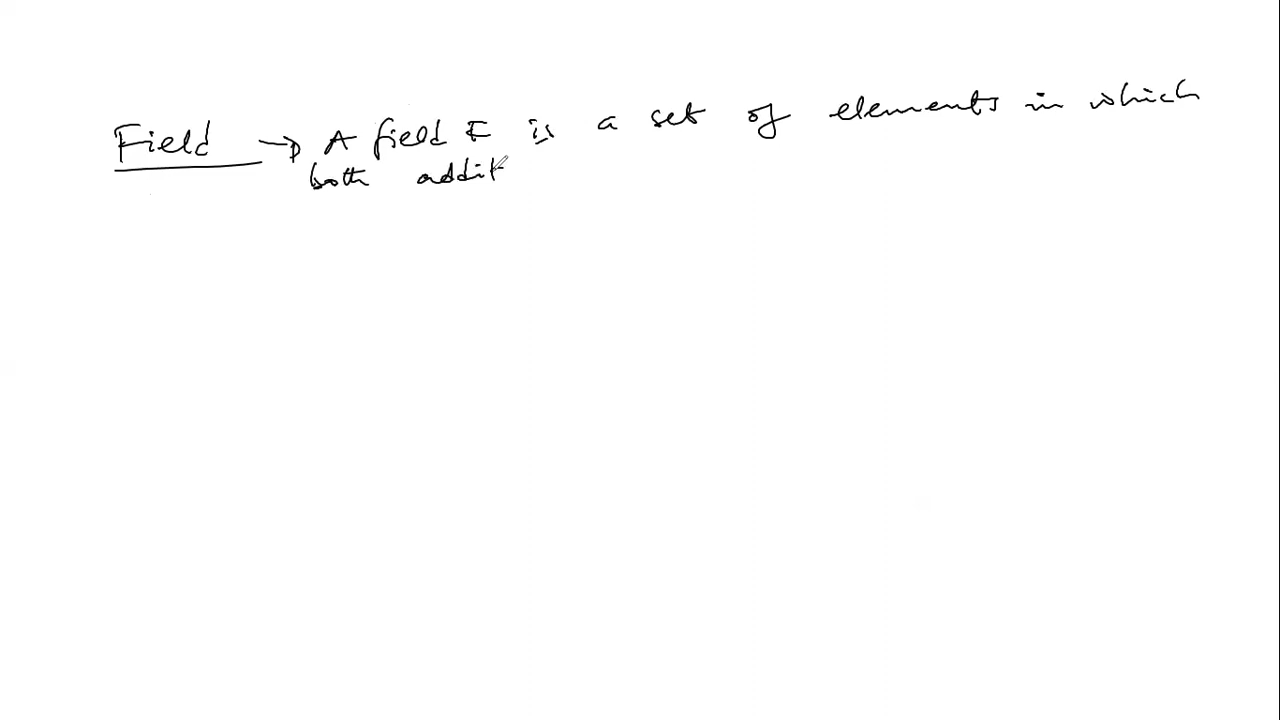 Field → A field F is a set of elements in which
both addit